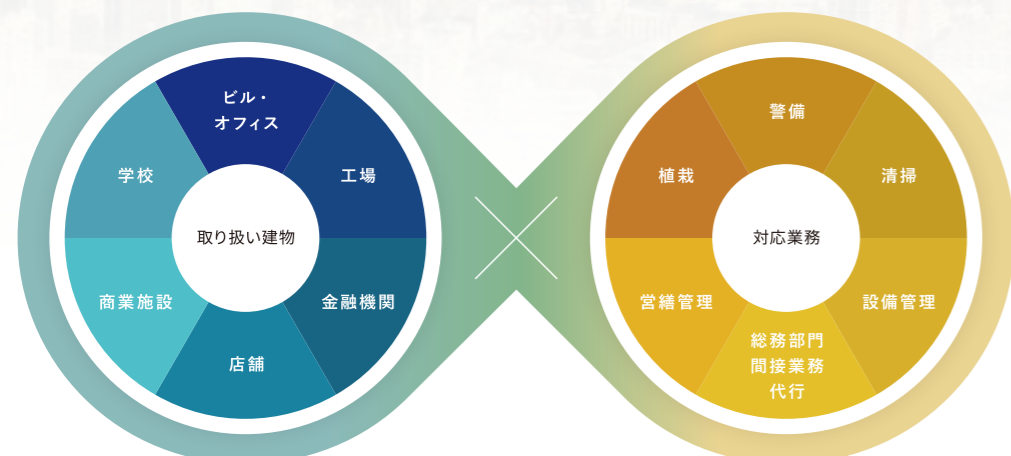 ビル・
オフィス
工場
金融機関
店舗
商業施設
学校
取り扱い建物
警備
清掃
設備管理
総務部門
間接業務
代行
営繕管理
植栽
対応業務